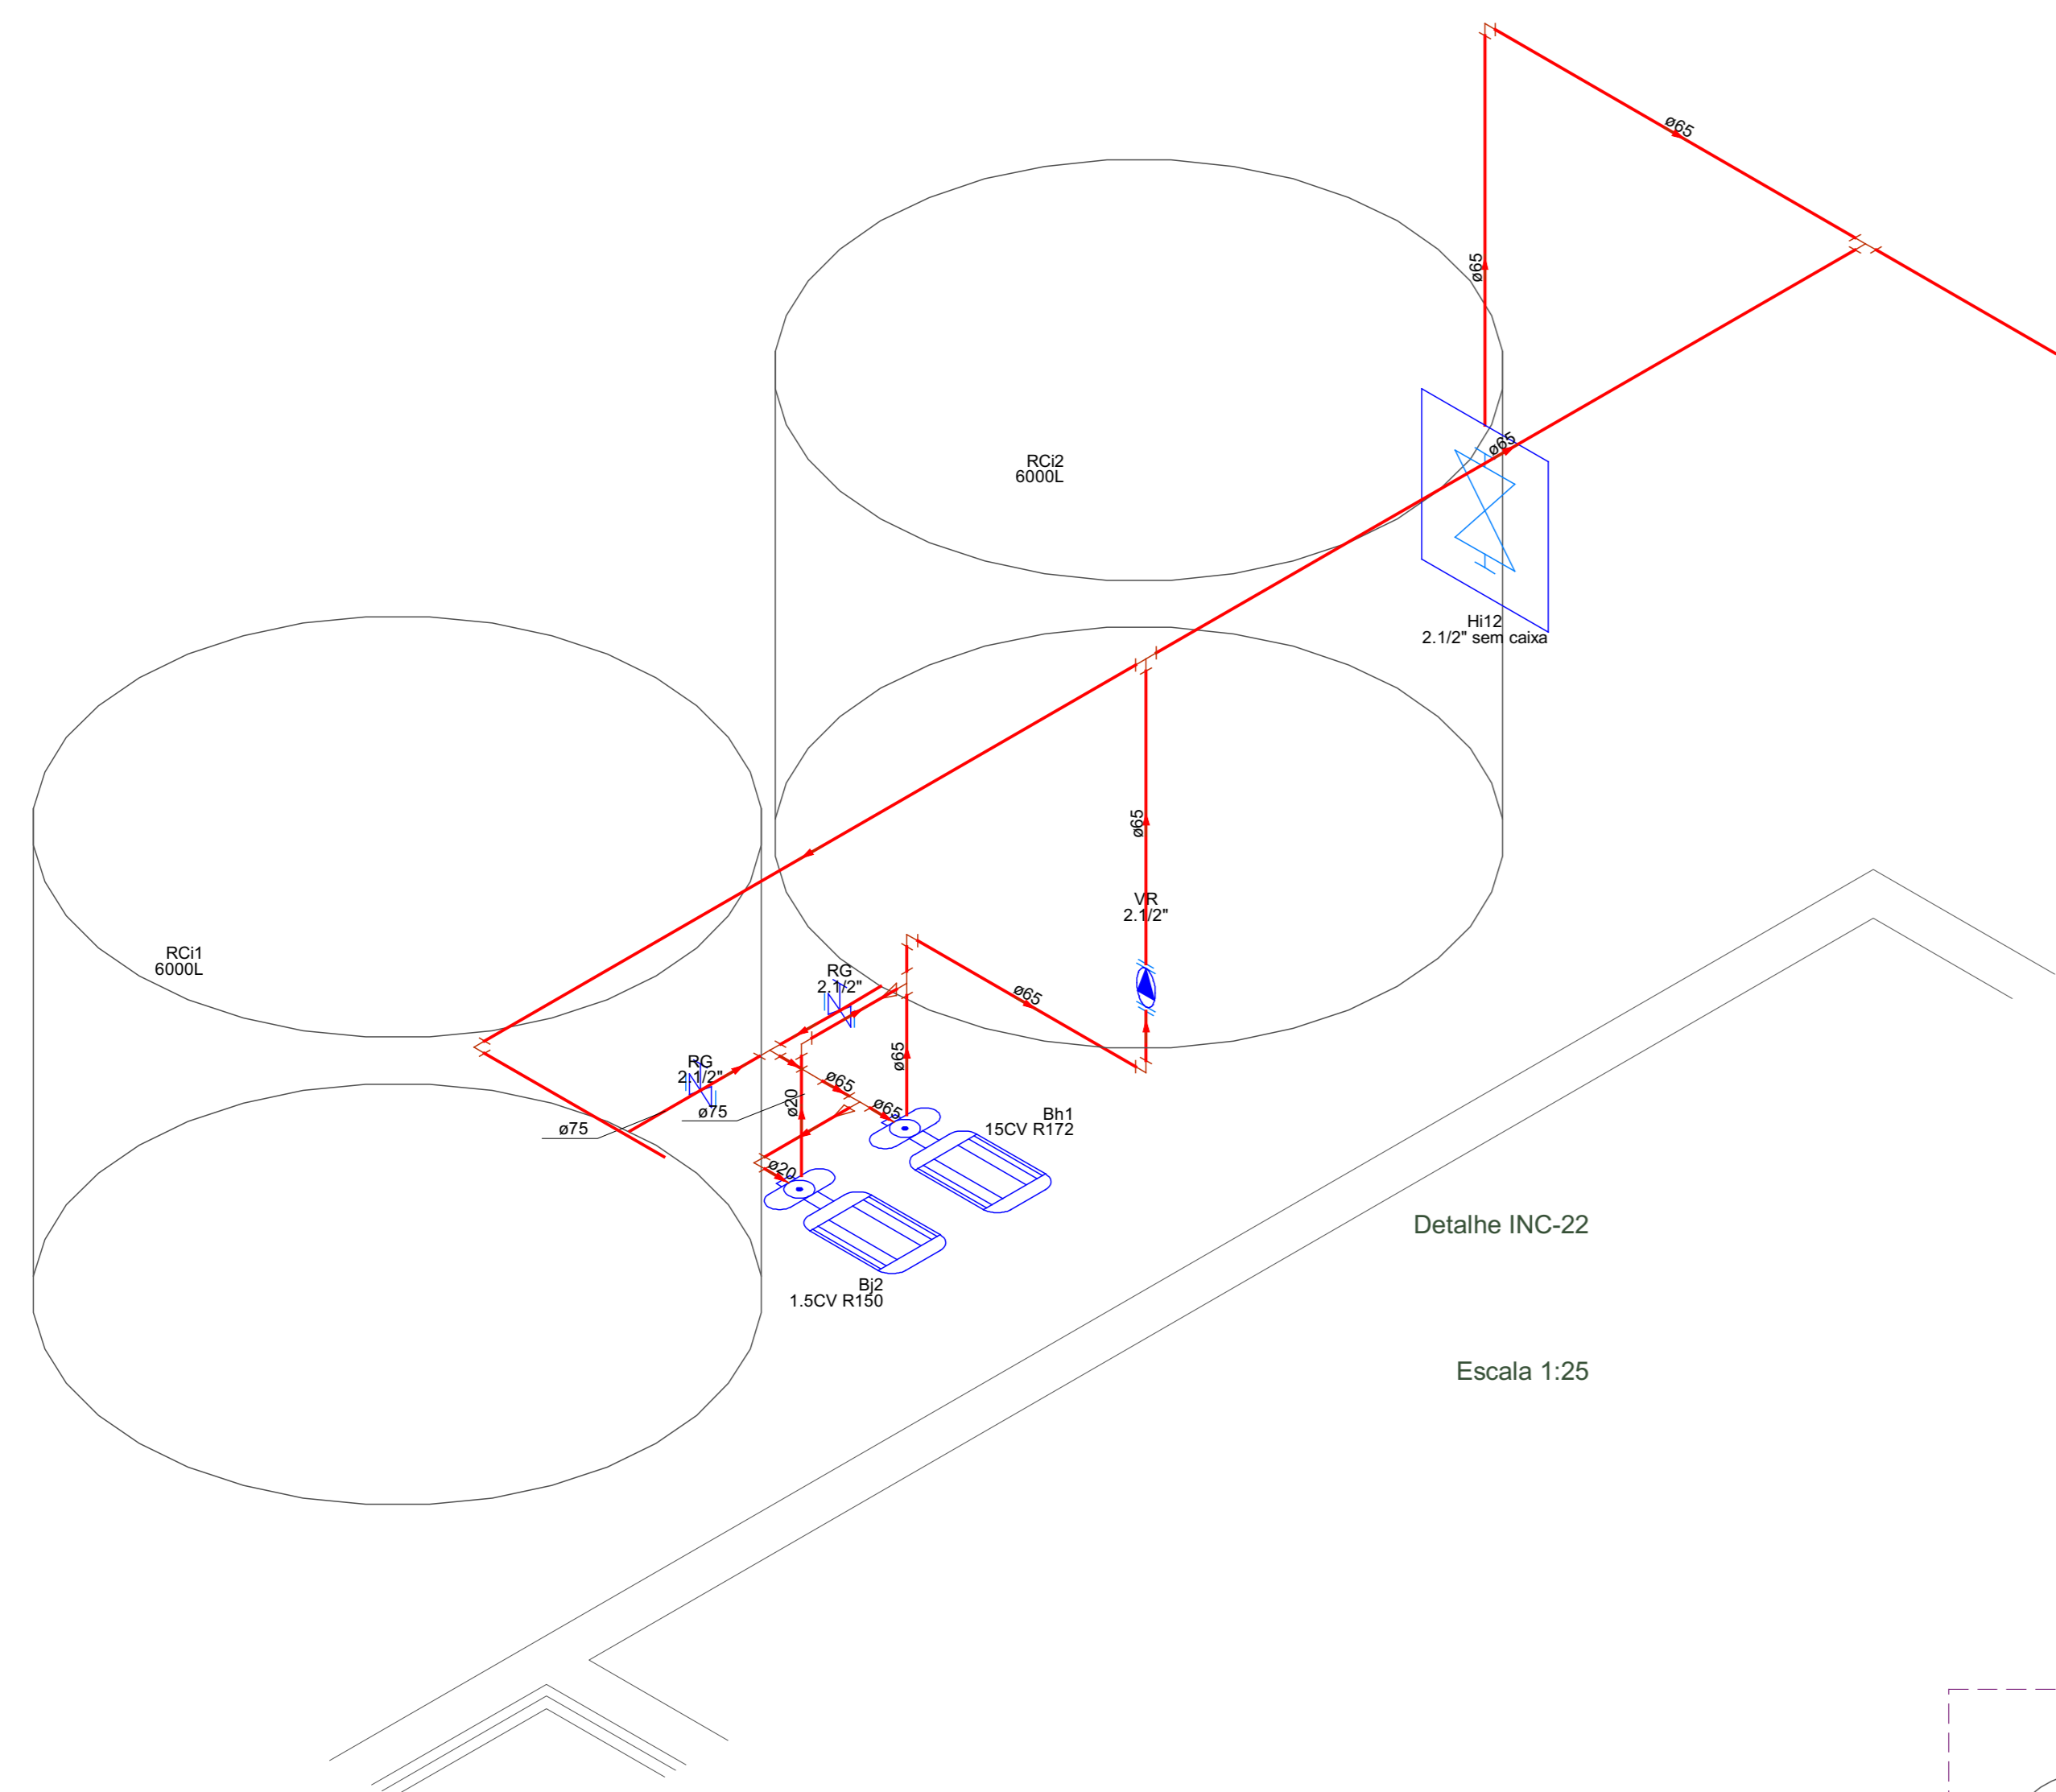 ø65
ø65
ø65
RCi2
6000L
Hi12
2.1/2" sem caixa
ø65
VR
2.1/2"
RCi1
6000L
RG
2.1/2"
ø65
ø65
RG
2.1/2"
ø65
ø20
ø65
ø75
ø75
Bh1
15CV R172
ø20
Bj2
1.5CV R150
Detalhe INC-22
Escala 1:25